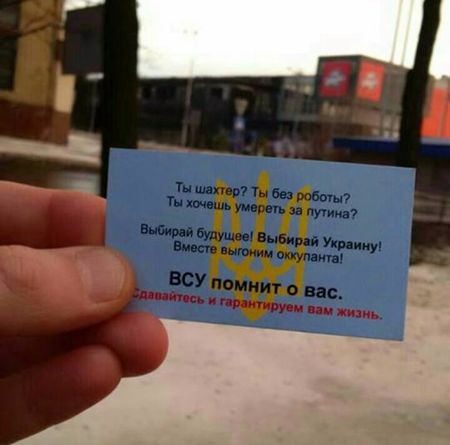 Ты шахтер? Ты без роботы?
Ты хочешь умереть за путина?
Выбирай будущее! Выбирай Украину!
Вместе выгоним оккупанта!
ВСУ помнит о вас.
Сдавайтесь и гарантируем вам жизнь.